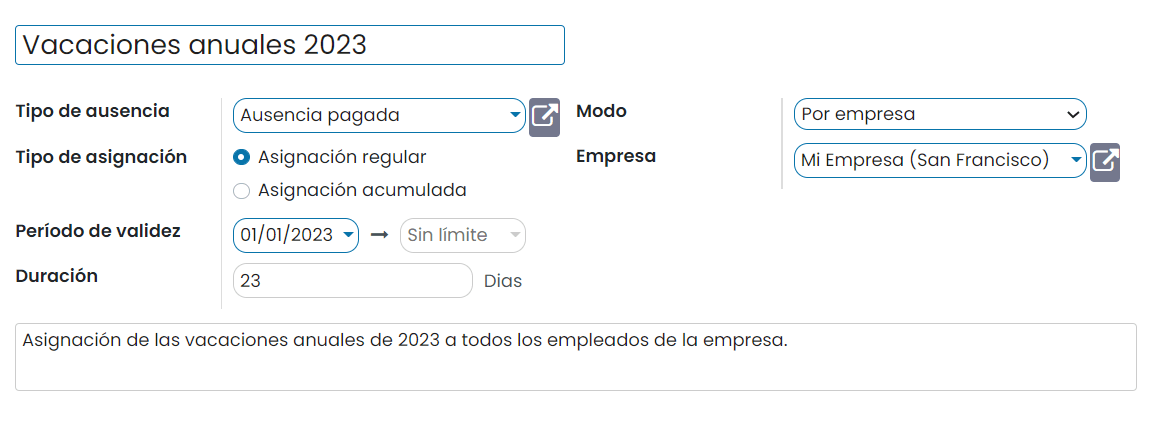 Vacaciones anuales 2023
Tipo de ausencia Ausencia pagada Modo Por empresa
Tipo de asignación Asignación regular Empresa Mi Empresa (San Francisco)
Asignación acumulada
Período de validez 01/01/2023 → Sin límite
Duración 23 Dias
Asignación de las vacaciones anuales de 2023 a todos los empleados de la empresa.